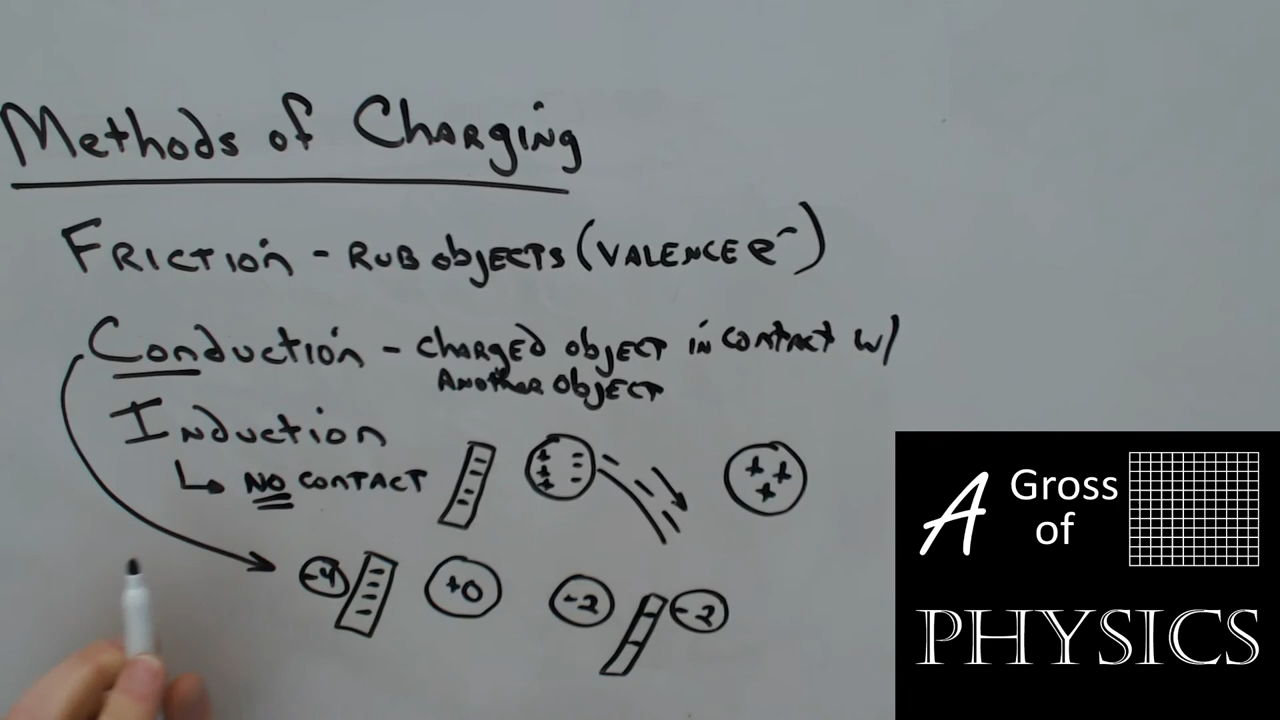 Methods of Charging
FRICTION - RUB objects (VALENCE e⁻)
Conduction - CHARGED object in contact w/
ANother Object
Induction
↳ NO CONTACT
+ - + - + -
- - - -
+ + +
-4
- - - -
+0
-2
- -
-2
A Gross
of
PHYSICS